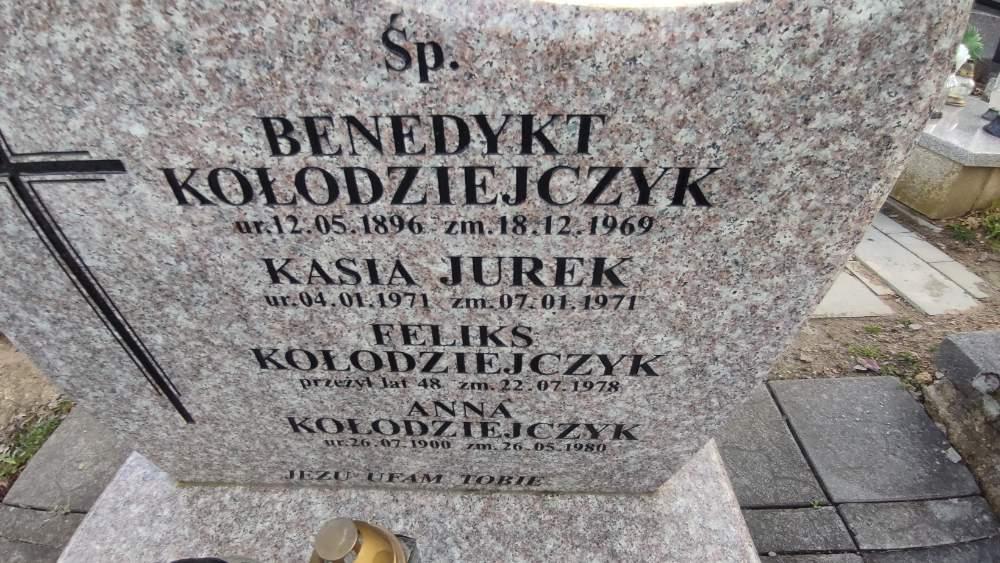 Śp.
BENEDYKT
KOŁODZIEJCZYK
ur.12.05.1896 zm.18.12.1969
KASIA JUREK
ur.04.01.1971 zm.07.01.1971
FELIKS
KOŁODZIEJCZYK
przeżył lat 48 zm.22.07.1978
ANNA
KOŁODZIEJCZYK
ur.26.07.1900 zm.26.05.1980
JEZU UFAM TOBIE